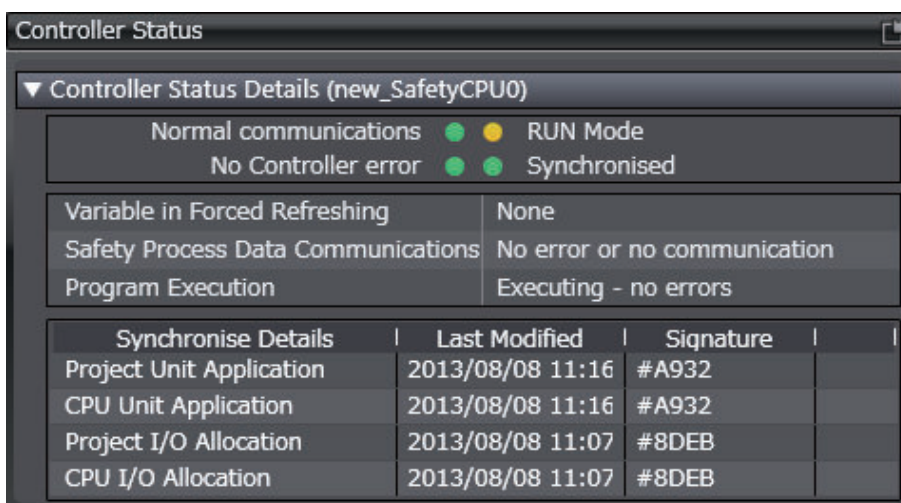 Controller Status
▼ Controller Status Details (new_SafetyCPU0)
Normal communications RUN Mode
No Controller error Synchronised
Variable in Forced Refreshing None
Safety Process Data Communications No error or no communication
Program Execution Executing - no errors
Synchronise Details Last Modified Signature
Project Unit Application 2013/08/08 11:16 #A932
CPU Unit Application 2013/08/08 11:16 #A932
Project I/O Allocation 2013/08/08 11:07 #8DEB
CPU I/O Allocation 2013/08/08 11:07 #8DEB